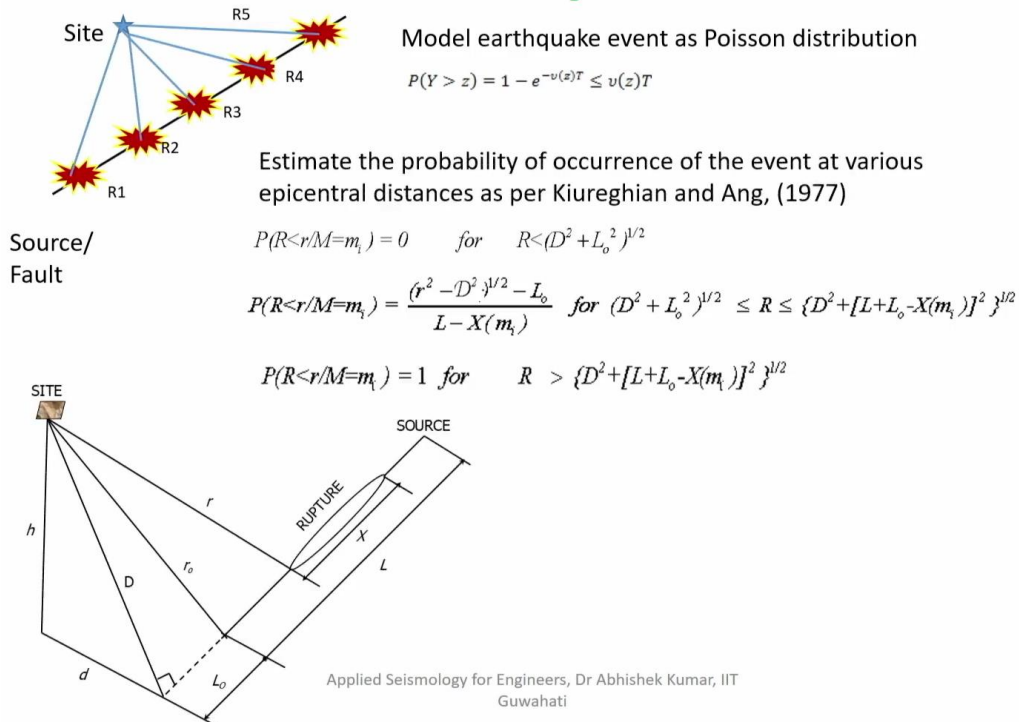 Site
R5
R4
R3
R2
R1
Model earthquake event as Poisson distribution
P(Y > z) = 1 − e^{−υ(z)T} ≤ υ(z)T
Estimate the probability of occurrence of the event at various
epicentral distances as per Kiureghian and Ang, (1977)
Source/
Fault
P(R<r/M=m_i) = 0 for R<(D²+L_o²)^{1/2}
P(R<r/M=m_i) = \frac{(r²−D²)^{1/2}−L_o}{L−X(m_i)} for (D²+L_o²)^{1/2} ≤ R ≤ {D²+[L+L_o-X(m_i)]²}^{1/2}
P(R<r/M=m_i) = 1 for R > {D²+[L+L_o-X(m_i)]²}^{1/2}
SITE
SOURCE
RUPTURE
r
X
h
L
r_o
D
d
L_o
Applied Seismology for Engineers, Dr Abhishek Kumar, IIT
Guwahati